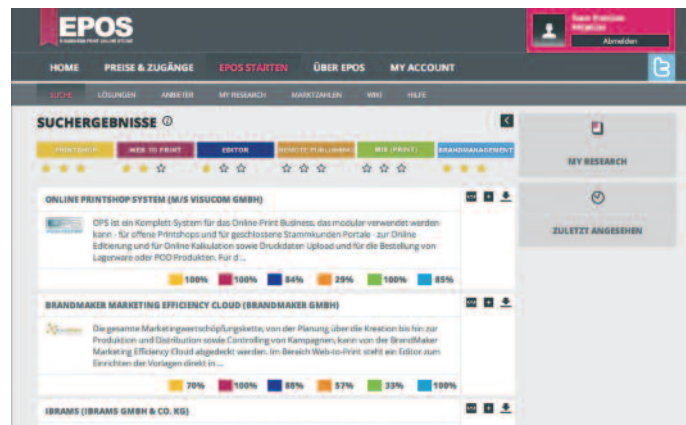 EPOS
Abmelden
HOME PREISE & ZUGÄNGE EPOS STARTEN ÜBER EPOS MY ACCOUNT
SUCHE LÖSUNGEN ANBIETER MY RESEARCH MARKTZAHLEN WIKI HILFE
SUCHERGEBNISSE
PRINTSHOP WEB TO PRINT EDITOR REMOTE PUBLISHING MIS (PRINT) BRANDMANAGEMENT
MY RESEARCH
ONLINE PRINTSHOP SYSTEM (M/S VISUCOM GMBH)
OPS ist ein Komplett-System für das Online-Print Business, das modular verwendet werden
kann - für offene Printshops und für geschlossene Stammkunden Portale - zur Online
Editierung und für Online Kalkulation sowie Druckdaten Upload und für die Bestellung von
Lagerware oder POD Produkten. Für d ...
100% 100% 84% 29% 100% 85%
ZULETZT ANGESEHEN
BRANDMAKER MARKETING EFFICIENCY CLOUD (BRANDMAKER GMBH)
Die gesamte Marketingwertschöpfungskette, von der Planung über die Kreation bis hin zur
Produktion und Distribution sowie Controlling von Kampagnen, kann von der BrandMaker
Marketing Efficiency Cloud abgedeckt werden. Im Bereich Web-to-Print steht ein Editor zum
Einrichten der Vorlagen direkt in ...
70% 100% 88% 57% 33% 100%
IBRAMS (IBRAMS GMBH & CO. KG)